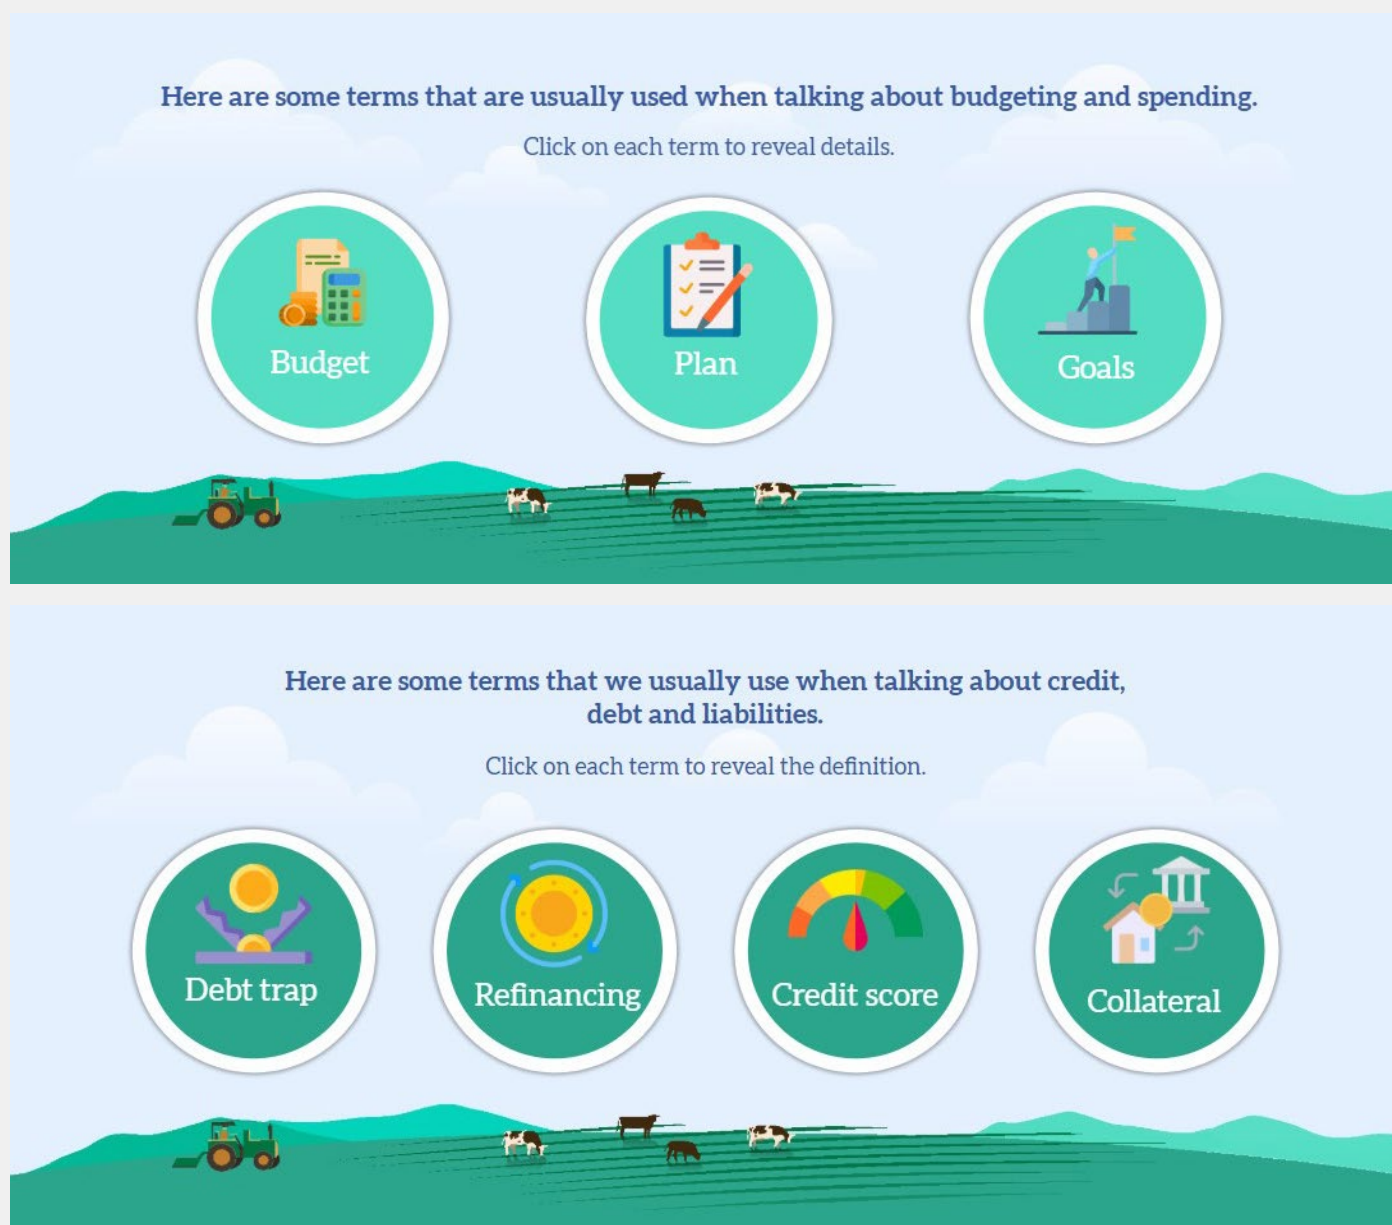 Here are some terms that are usually used when talking about budgeting and spending.
Click on each term to reveal details.
Budget
Plan
Goals
Here are some terms that we usually use when talking about credit,
debt and liabilities.
Click on each term to reveal the definition.
Debt trap
Refinancing
Credit score
Collateral